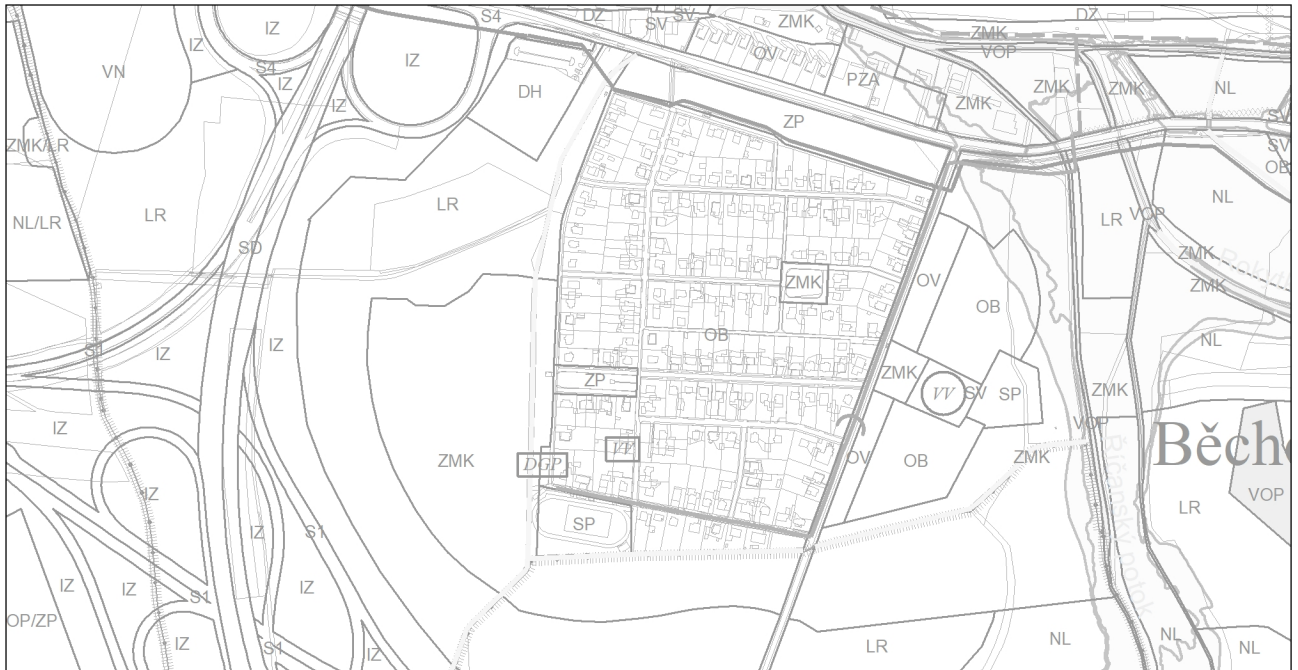 S4
DZ
SV
SV
ZMK
DZ
IZ
IZ
S4
IZ
IZ
IZ
VN
DH
OV
PZA
ZMK
ZMK
VOP
ZMK
ZMK
NL
SV
SV
OB
ZP
ZMK/LR
NL/LR
LR
LR
SD
LR
VOP
NL
ZMK
ZMK
Rokyt
NL
ZMK
OV
OB
OB
S1
IZ
IZ
ZP
ZMK
VV
SV
SP
ZMK
VOP
IZ
ZMK
DGP
VV
OV
OB
ZMK
Říčanský potok
Běcho
LR
VOP
IZ
IZ
S1
SP
IZ
IZ
IZ
S1
OP/ZP
IZ
S1
IZ
LR
NL
NL
NL